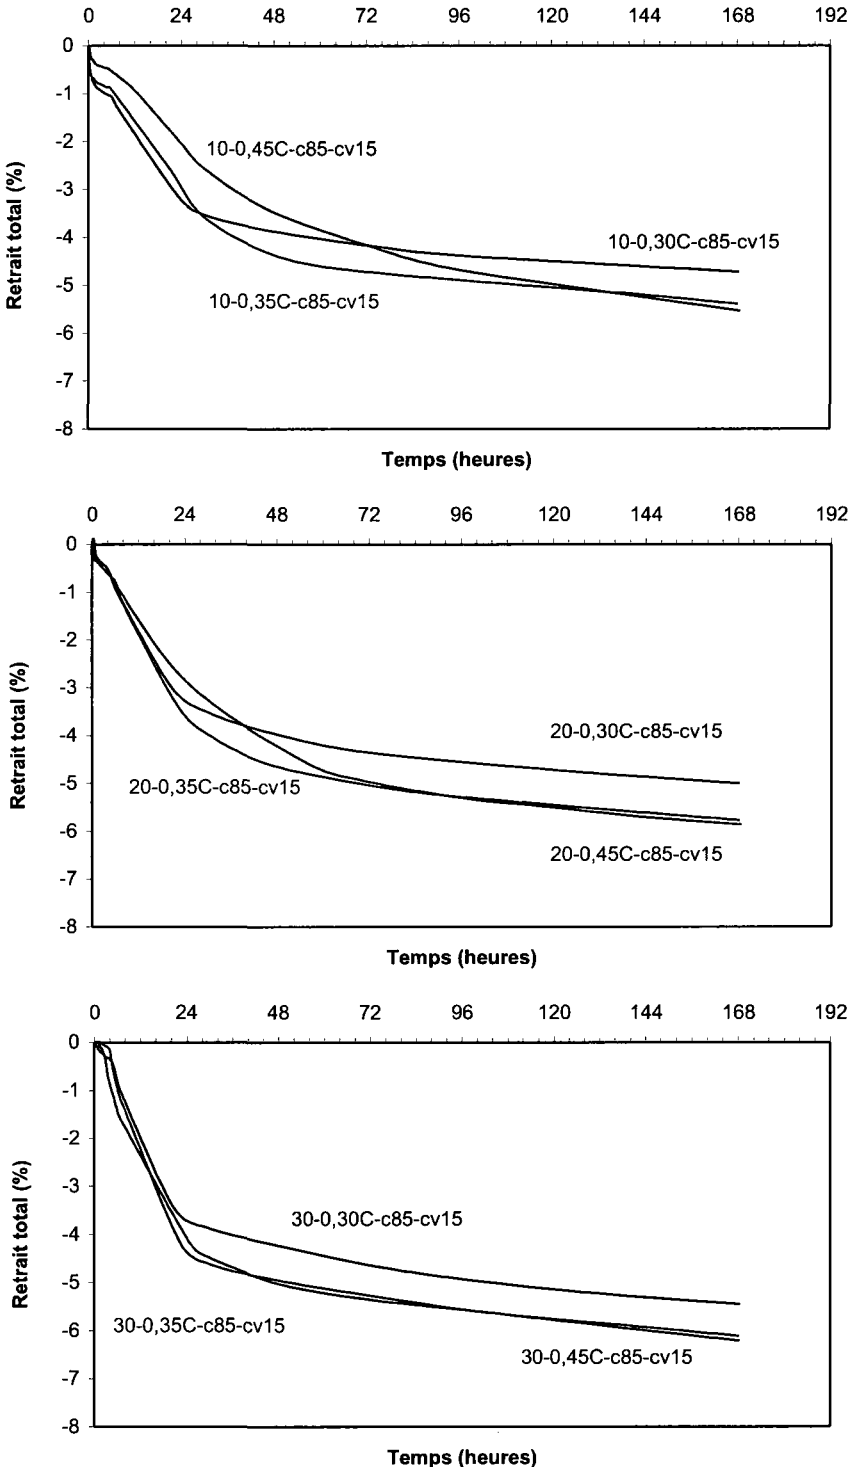 0 24 48 72 96 120 144 168 192
0
-1
-2
-3
-4
-5
-6
-7
-8
Retrait total (%)
10-0,45C-c85-cv15
10-0,30C-c85-cv15
10-0,35C-c85-cv15
Temps (heures)
0 24 48 72 96 120 144 168 192
0
-1
-2
-3
-4
-5
-6
-7
-8
Retrait total (%)
20-0,30C-c85-cv15
20-0,35C-c85-cv15
20-0,45C-c85-cv15
Temps (heures)
0 24 48 72 96 120 144 168 192
0
-1
-2
-3
-4
-5
-6
-7
-8
Retrait total (%)
30-0,30C-c85-cv15
30-0,35C-c85-cv15
30-0,45C-c85-cv15
Temps (heures)